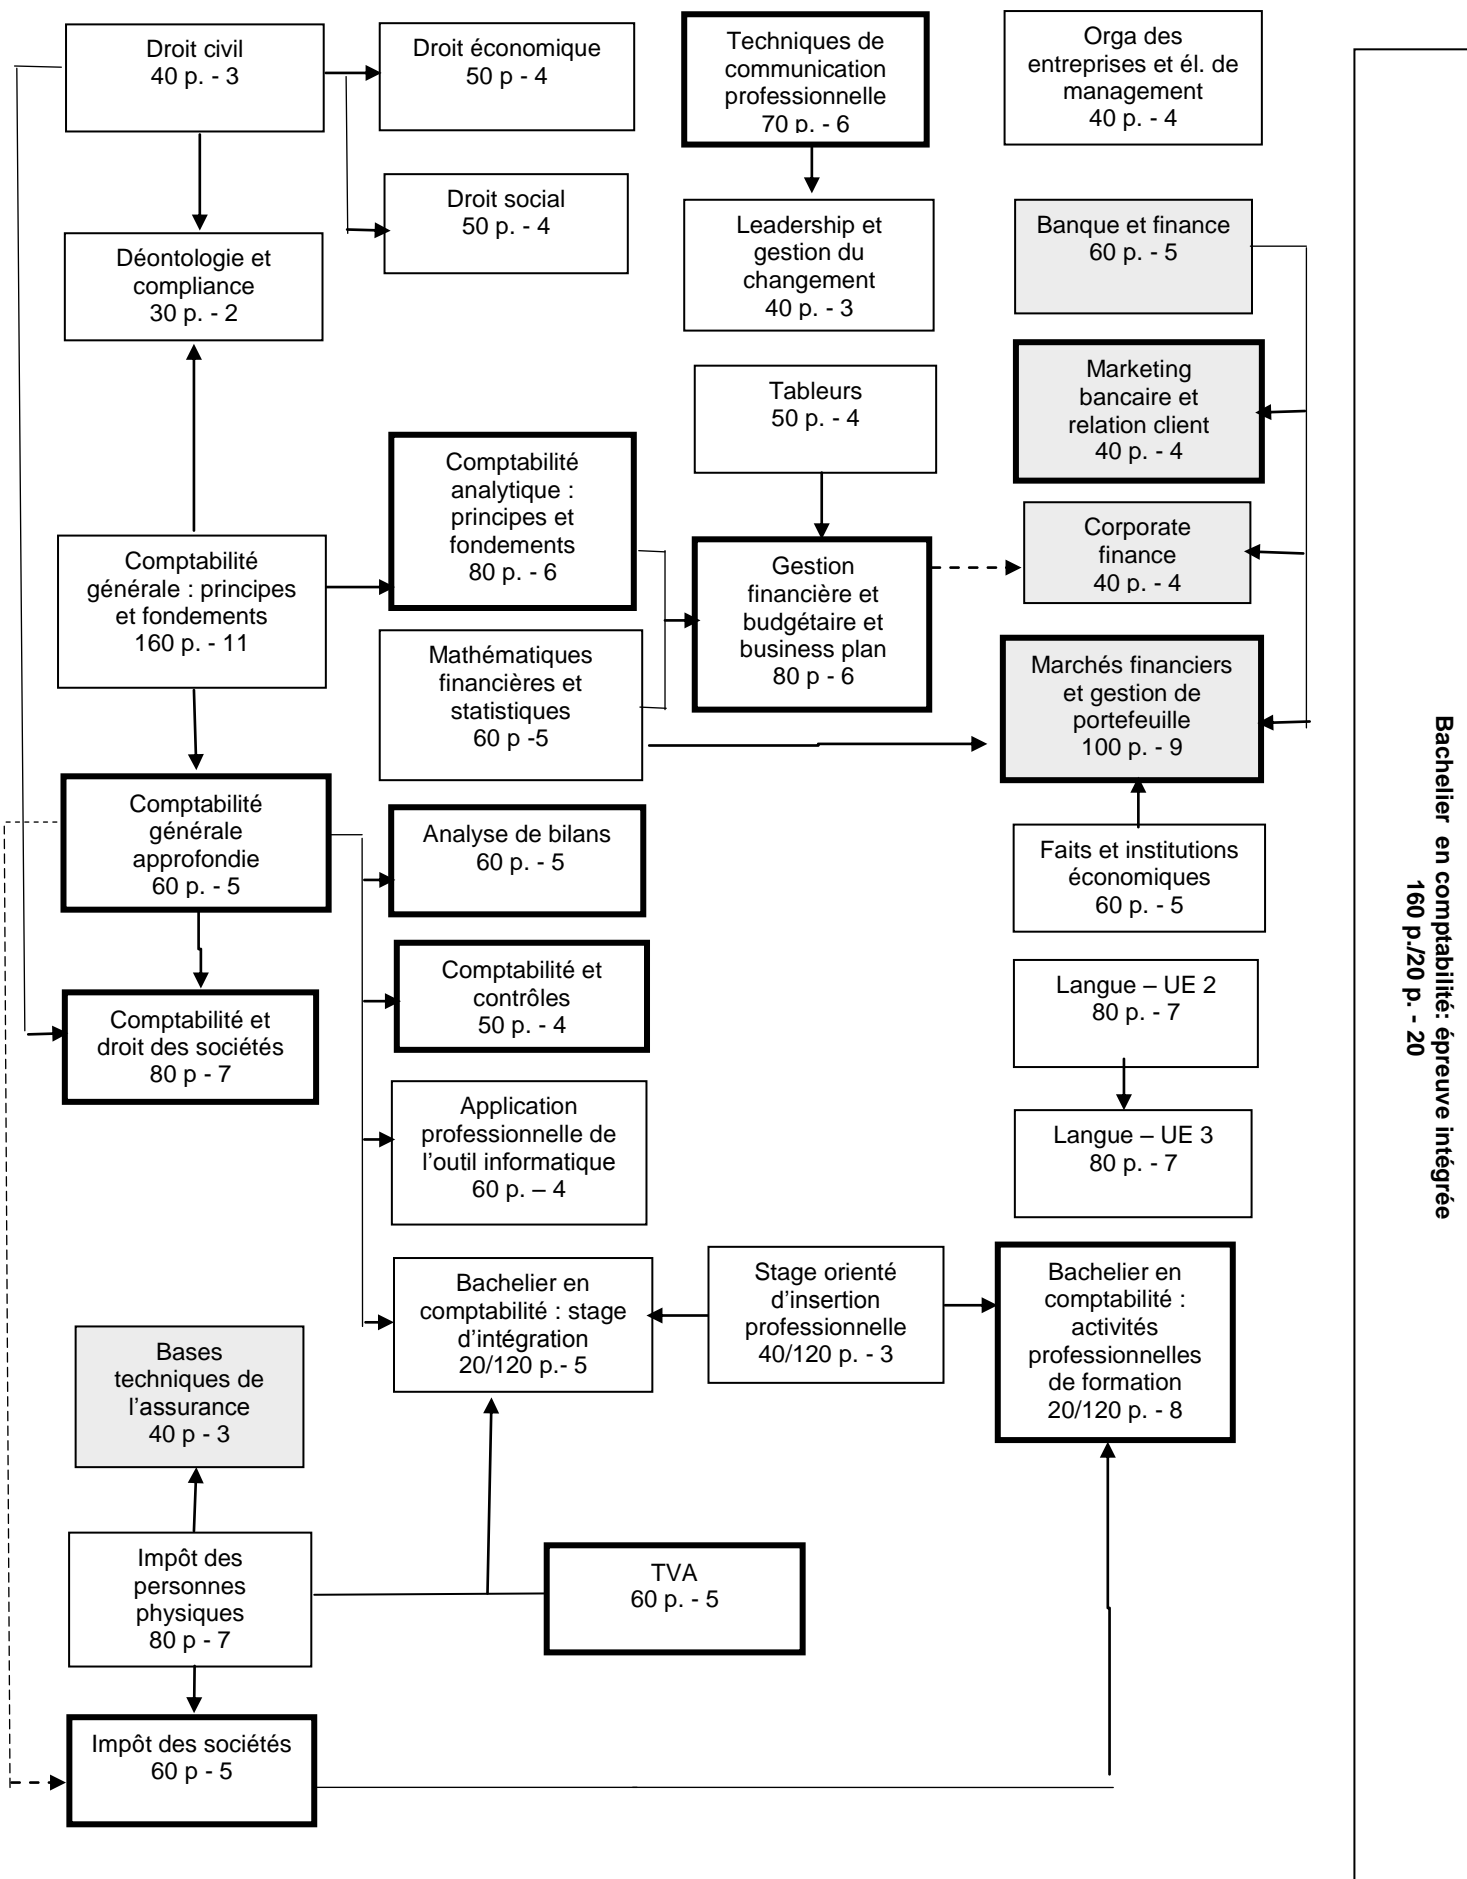 Droit civil
40 p. - 3
Droit économique
50 p - 4
Techniques de
communication
professionnelle
70 p. - 6
Orga des
entreprises et él. de
management
40 p. - 4
Droit social
50 p. - 4
Leadership et
gestion du
changement
40 p. - 3
Banque et finance
60 p. - 5
Déontologie et
compliance
30 p. - 2
Marketing
bancaire et
relation client
40 p. - 4
Tableurs
50 p. - 4
Comptabilité
analytique :
principes et
fondements
80 p. - 6
Corporate
finance
40 p. - 4
Comptabilité
générale : principes
et fondements
160 p. - 11
Gestion
financière et
budgétaire et
business plan
80 p - 6
Mathématiques
financières et
statistiques
60 p -5
Marchés financiers
et gestion de
portefeuille
100 p. - 9
Comptabilité
générale
approfondie
60 p. - 5
Analyse de bilans
60 p. - 5
Faits et institutions
économiques
60 p. - 5
Comptabilité et
contrôles
50 p. - 4
Langue – UE 2
80 p. - 7
Comptabilité et
droit des sociétés
80 p - 7
Application
professionnelle de
l’outil informatique
60 p. – 4
Langue – UE 3
80 p. - 7
Bachelier en
comptabilité : stage
d’intégration
20/120 p.- 5
Stage orienté
d’insertion
professionnelle
40/120 p. - 3
Bachelier en
comptabilité :
activités
professionnelles
de formation
20/120 p. - 8
Bases
techniques de
l’assurance
40 p - 3
Impôt des
personnes
physiques
80 p - 7
TVA
60 p. - 5
Impôt des sociétés
60 p - 5
Bachelier en comptabilité: épreuve intégrée
160 p./20 p. - 20